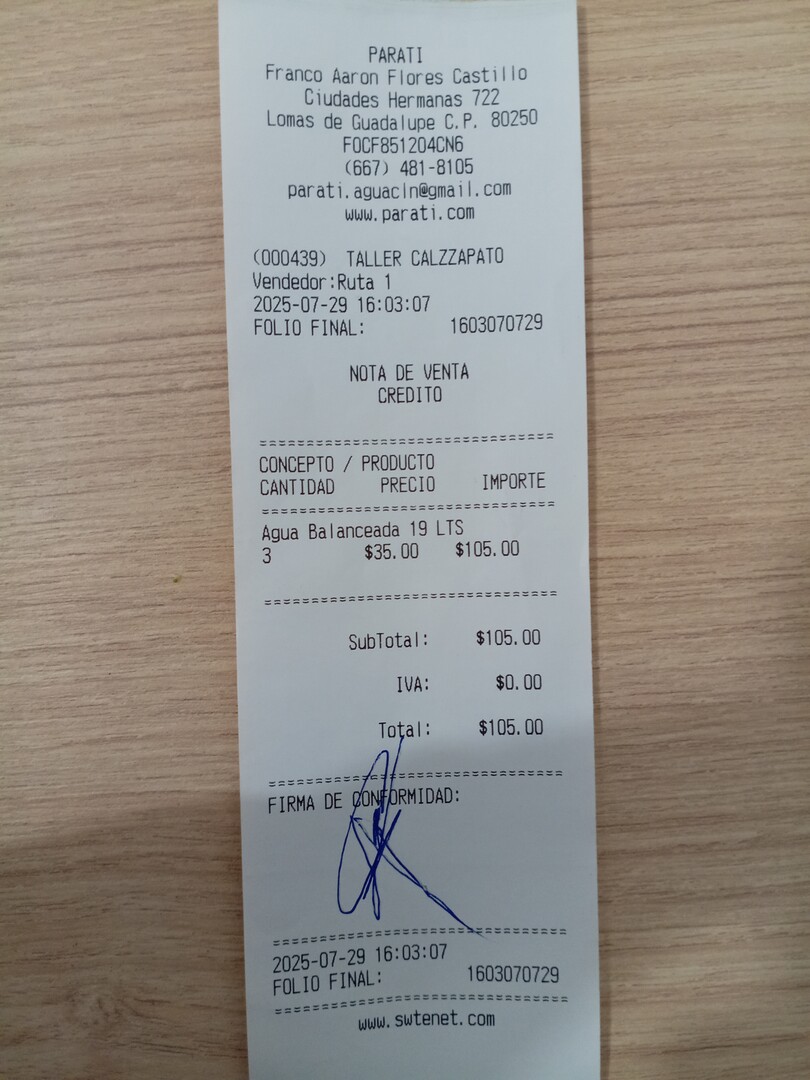 PARATI
Franco Aaron Flores Castillo
Ciudades Hermanas 722
Lomas de Guadalupe C.P. 80250
FOCF851204CN6
(667) 481-8105
parati.aguacln@gmail.com
www.parati.com
(000439) TALLER CALZZAPATO
Vendedor:Ruta 1
2025-07-29 16:03:07
FOLIO FINAL: 1603070729
NOTA DE VENTA
CREDITO
==============================
CONCEPTO / PRODUCTO
CANTIDAD PRECIO IMPORTE
==============================
Agua Balanceada 19 LTS
3 $35.00 $105.00
==============================
SubTotal: $105.00
IVA: $0.00
Total: $105.00
==============================
FIRMA DE CONFORMIDAD:
==============================
2025-07-29 16:03:07
FOLIO FINAL: 1603070729
==============================
www.swtenet.com